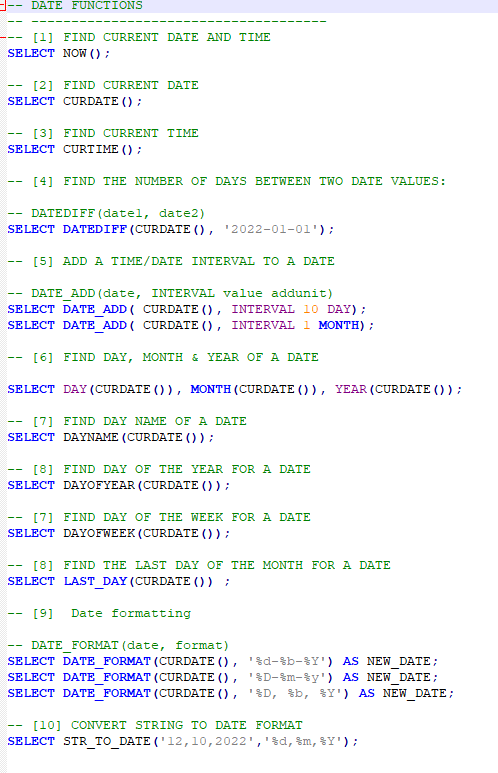 -- DATE FUNCTIONS
-- -------------------------------------
--- [1] FIND CURRENT DATE AND TIME
SELECT NOW();
-- [2] FIND CURRENT DATE
SELECT CURDATE();
-- [3] FIND CURRENT TIME
SELECT CURTIME();
-- [4] FIND THE NUMBER OF DAYS BETWEEN TWO DATE VALUES:
-- DATEDIFF(date1, date2)
SELECT DATEDIFF(CURDATE(), '2022-01-01');
-- [5] ADD A TIME/DATE INTERVAL TO A DATE
-- DATE_ADD(date, INTERVAL value addunit)
SELECT DATE_ADD( CURDATE(), INTERVAL 10 DAY);
SELECT DATE_ADD( CURDATE(), INTERVAL 1 MONTH);
-- [6] FIND DAY, MONTH & YEAR OF A DATE
SELECT DAY(CURDATE()), MONTH(CURDATE()), YEAR(CURDATE());
-- [7] FIND DAY NAME OF A DATE
SELECT DAYNAME(CURDATE());
-- [8] FIND DAY OF THE YEAR FOR A DATE
SELECT DAYOFYEAR(CURDATE());
-- [7] FIND DAY OF THE WEEK FOR A DATE
SELECT DAYOFWEEK(CURDATE());
-- [8] FIND THE LAST DAY OF THE MONTH FOR A DATE
SELECT LAST_DAY(CURDATE()) ;
-- [9]  Date formatting
-- DATE_FORMAT(date, format)
SELECT DATE_FORMAT(CURDATE(), '%d-%b-%Y') AS NEW_DATE;
SELECT DATE_FORMAT(CURDATE(), '%D-%m-%y') AS NEW_DATE;
SELECT DATE_FORMAT(CURDATE(), '%D, %b, %Y') AS NEW_DATE;
-- [10] CONVERT STRING TO DATE FORMAT
SELECT STR_TO_DATE('12,10,2022','%d,%m,%Y');